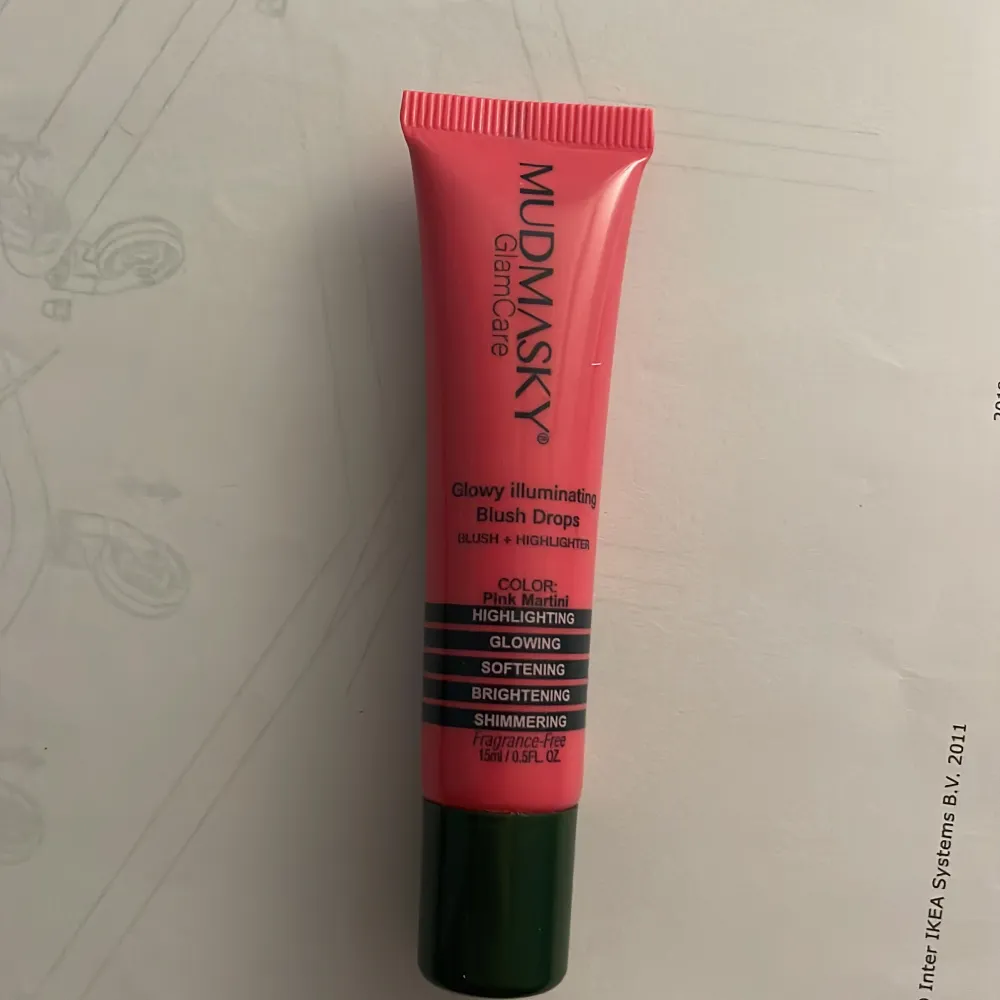 MUDMASKY®
GlamCare
Glowy illuminating
Blush Drops
BLUSH + HIGHLIGHTER
COLOR:
Pink Martini
HIGHLIGHTING
GLOWING
SOFTENING
BRIGHTENING
SHIMMERING
Fragrance-Free
15ml / 0.5FL. OZ.
Inter IKEA Systems B.V. 2011